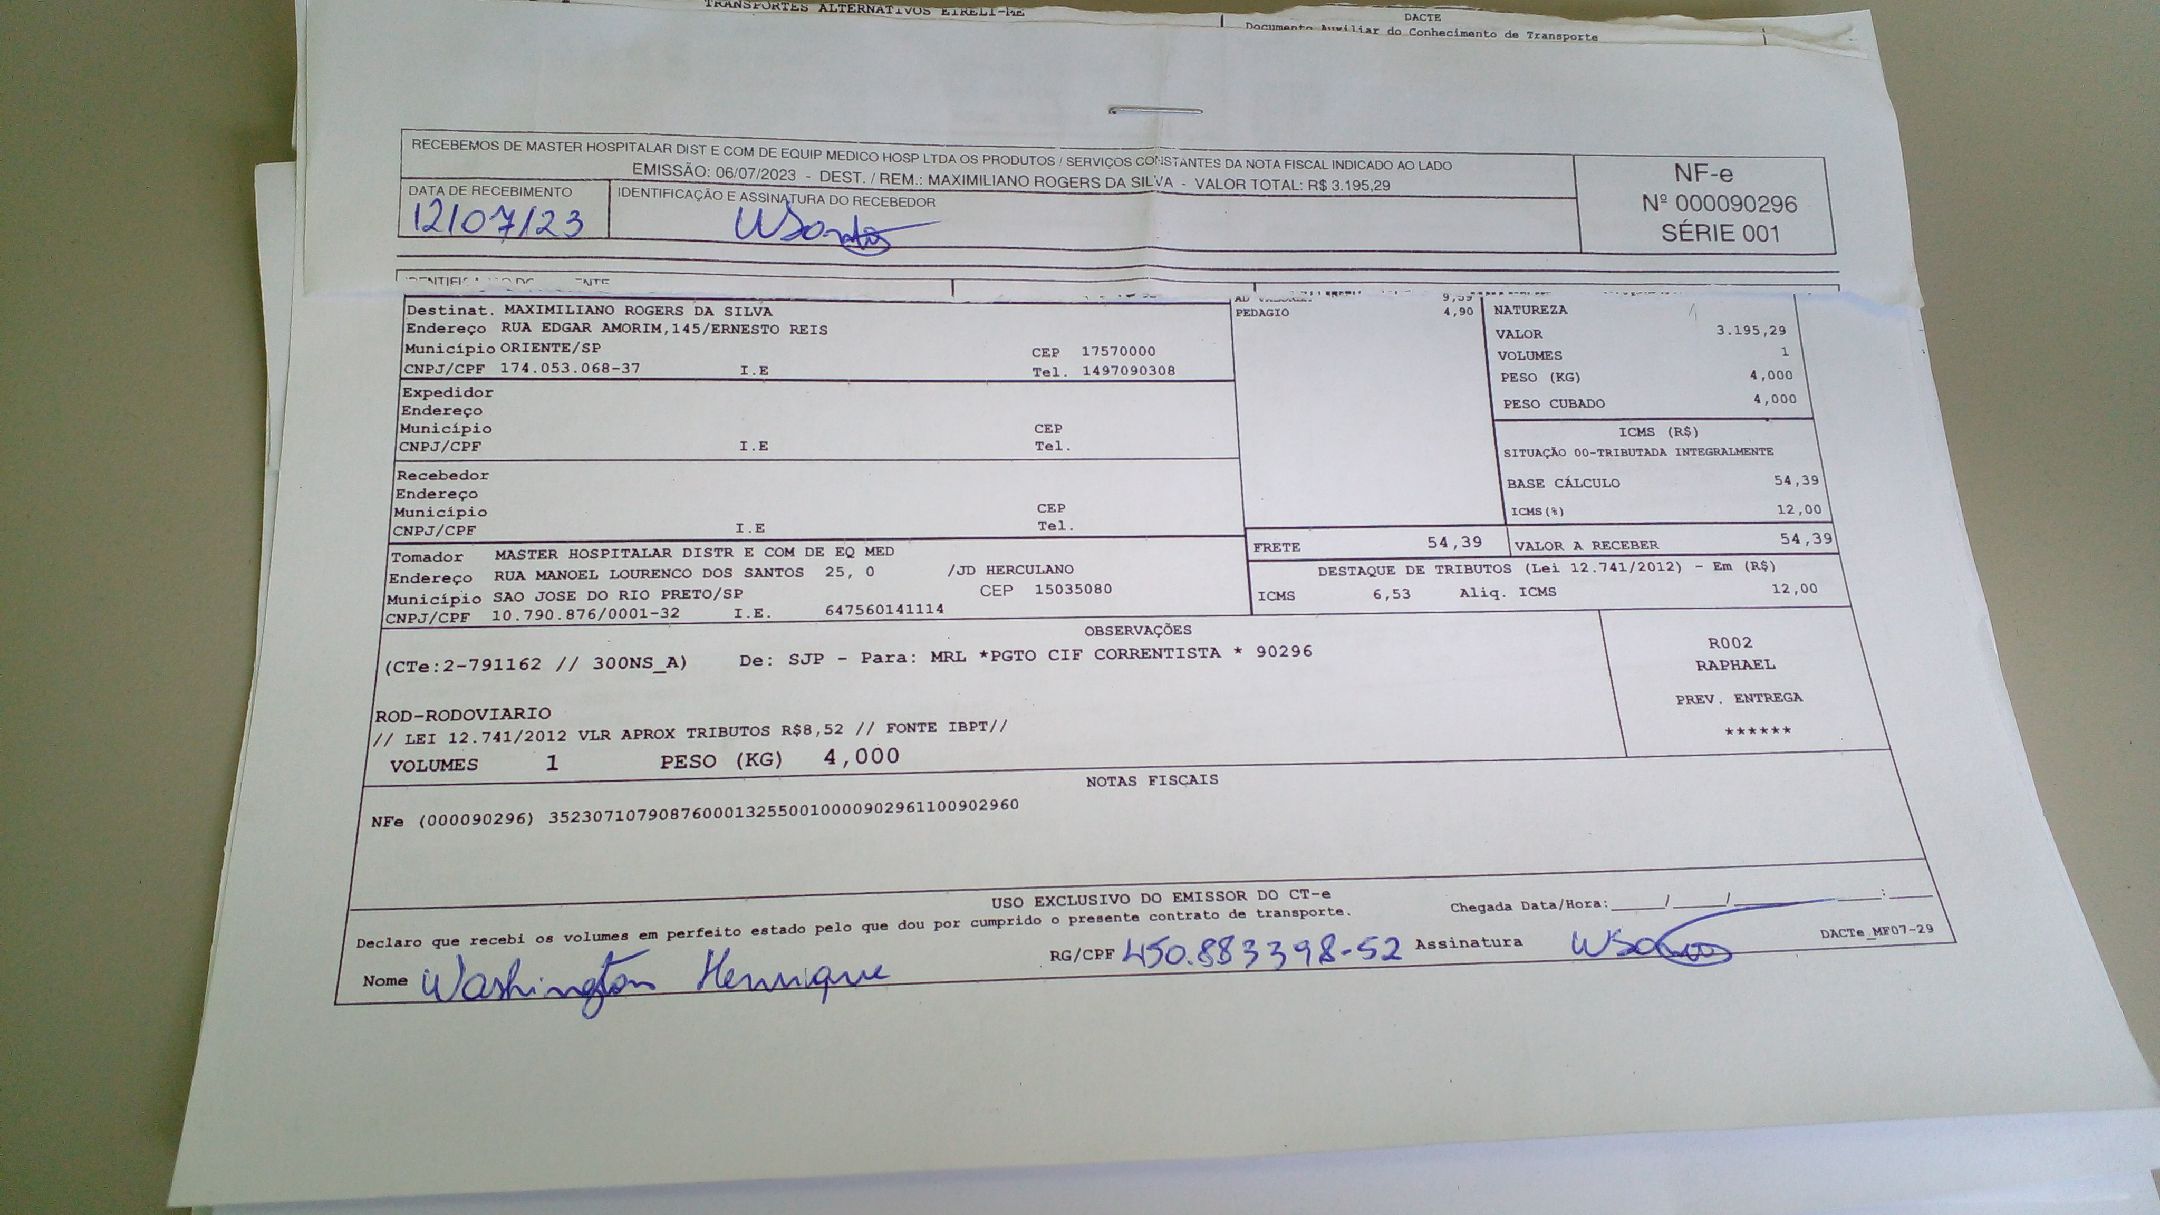 TRANSPORTES ALTERNATIVOS EIRELI-ME
DACTE
Documento Auxiliar do Conhecimento de Transporte
RECEBEMOS DE MASTER HOSPITALAR DIST E COM DE EQUIP MEDICO HOSP LTDA OS PRODUTOS / SERVIÇOS CONSTANTES DA NOTA FISCAL INDICADO AO LADO
EMISSÃO: 06/07/2023 - DEST. / REM.: MAXIMILIANO ROGERS DA SILVA - VALOR TOTAL: R$ 3.195,29
NF-e
Nº 000090296
SÉRIE 001
DATA DE RECEBIMENTO
12/07/23
IDENTIFICAÇÃO E ASSINATURA DO RECEBEDOR
WSantos
Destinat. MAXIMILIANO ROGERS DA SILVA
Endereço RUA EDGAR AMORIM,145/ERNESTO REIS
Município ORIENTE/SP CEP 17570000
CNPJ/CPF 174.053.068-37 I.E Tel. 1497090308
Expedidor
Endereço
Município CEP
CNPJ/CPF I.E Tel.
Recebedor
Endereço
Município CEP
CNPJ/CPF I.E Tel.
Tomador MASTER HOSPITALAR DISTR E COM DE EQ MED
Endereço RUA MANOEL LOURENCO DOS SANTOS 25, 0 /JD HERCULANO
Município SAO JOSE DO RIO PRETO/SP CEP 15035080
CNPJ/CPF 10.790.876/0001-32 I.E. 647560141114
PEDAGIO 4,90
NATUREZA
VALOR 3.195,29
VOLUMES 1
PESO (KG) 4,000
PESO CUBADO 4,000
ICMS (R$)
SITUAÇÃO 00-TRIBUTADA INTEGRALMENTE
BASE CÁLCULO 54,39
ICMS(%) 12,00
FRETE 54,39 VALOR A RECEBER 54,39
DESTAQUE DE TRIBUTOS (Lei 12.741/2012) - Em (R$)
ICMS 6,53 Aliq. ICMS 12,00
OBSERVAÇÕES
(CTe:2-791162 // 300NS_A) De: SJP - Para: MRL *PGTO CIF CORRENTISTA * 90296
ROD-RODOVIARIO
// LEI 12.741/2012 VLR APROX TRIBUTOS R$8,52 // FONTE IBPT//
VOLUMES 1 PESO (KG) 4,000
R002
RAPHAEL
PREV. ENTREGA
******
NOTAS FISCAIS
NFe (000090296) 35230710790876000132550010000902961100902960
USO EXCLUSIVO DO EMISSOR DO CT-e
Declaro que recebi os volumes em perfeito estado pelo que dou por cumprido o presente contrato de transporte. Chegada Data/Hora:_____/_____/_____ _____:_____
Nome Washington Henrique RG/CPF 450.883398-52 Assinatura WSantos DACTe_MF07-29